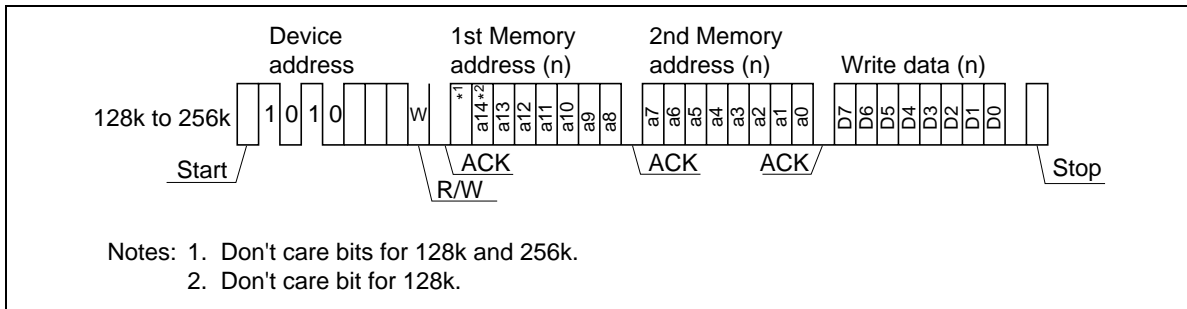 Device address
1st Memory address (n)
2nd Memory address (n)
Write data (n)
128k to 256k
1 0 1 0 W *1 a14*2 a13 a12 a11 a10 a9 a8 a7 a6 a5 a4 a3 a2 a1 a0 D7 D6 D5 D4 D3 D2 D1 D0
Start ACK ACK ACK Stop
R/W
Notes: 1. Don't care bits for 128k and 256k.
2. Don't care bit for 128k.